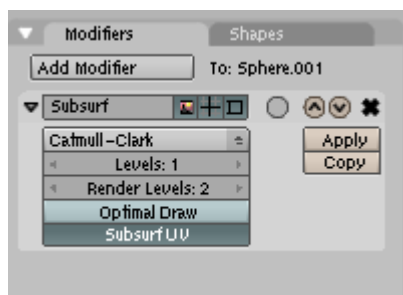 Modifiers Shapes
Add Modifier To: Sphere.001
Subsurf
Catmull-Clark Apply
Levels: 1 Copy
Render Levels: 2
Optimal Draw
Subsurf UV